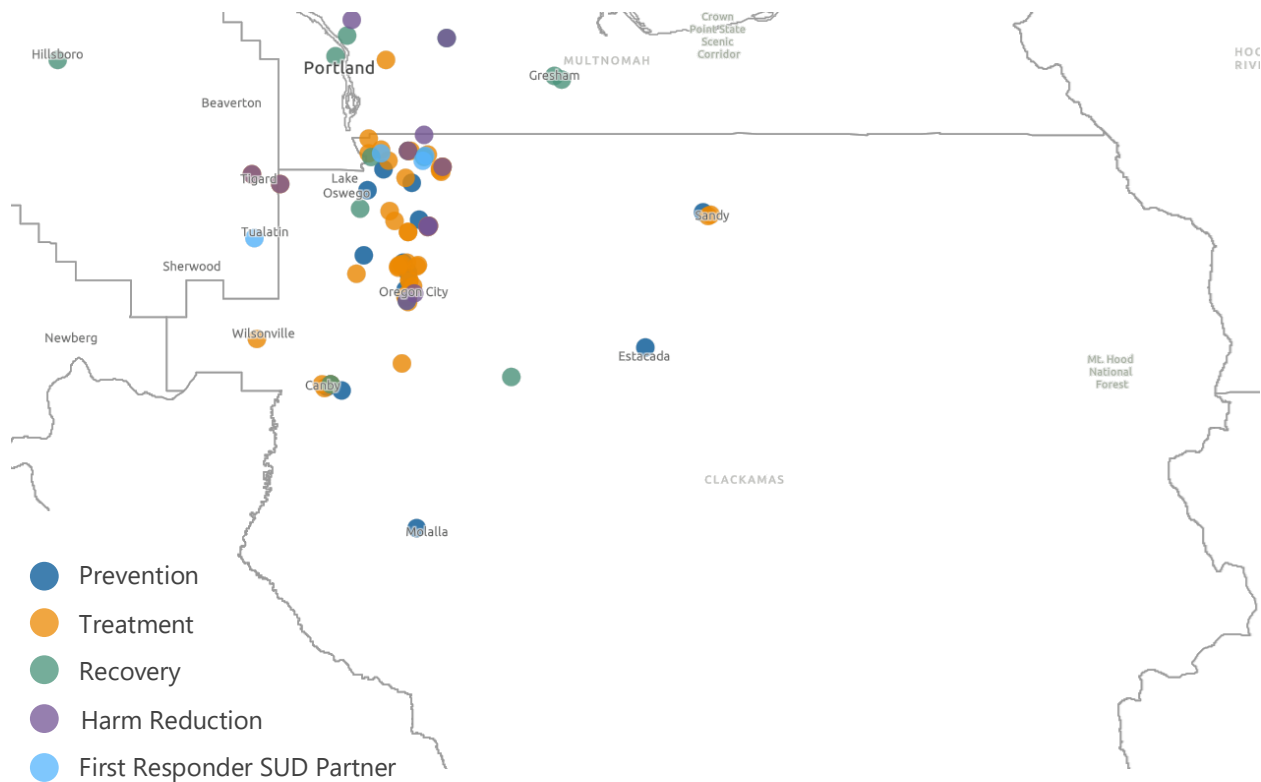 Crown
Point State
Scenic
Corridor
Hillsboro
Portland
MULTNOMAH
HOO
RIVE
Gresham
Beaverton
Tigard
Lake
Oswego
Sandy
Tualatin
Sherwood
Oregon City
Newberg
Wilsonville
Estacada
Mt. Hood
National
Forest
Canby
CLACKAMAS
Molalla
Prevention
Treatment
Recovery
Harm Reduction
First Responder SUD Partner